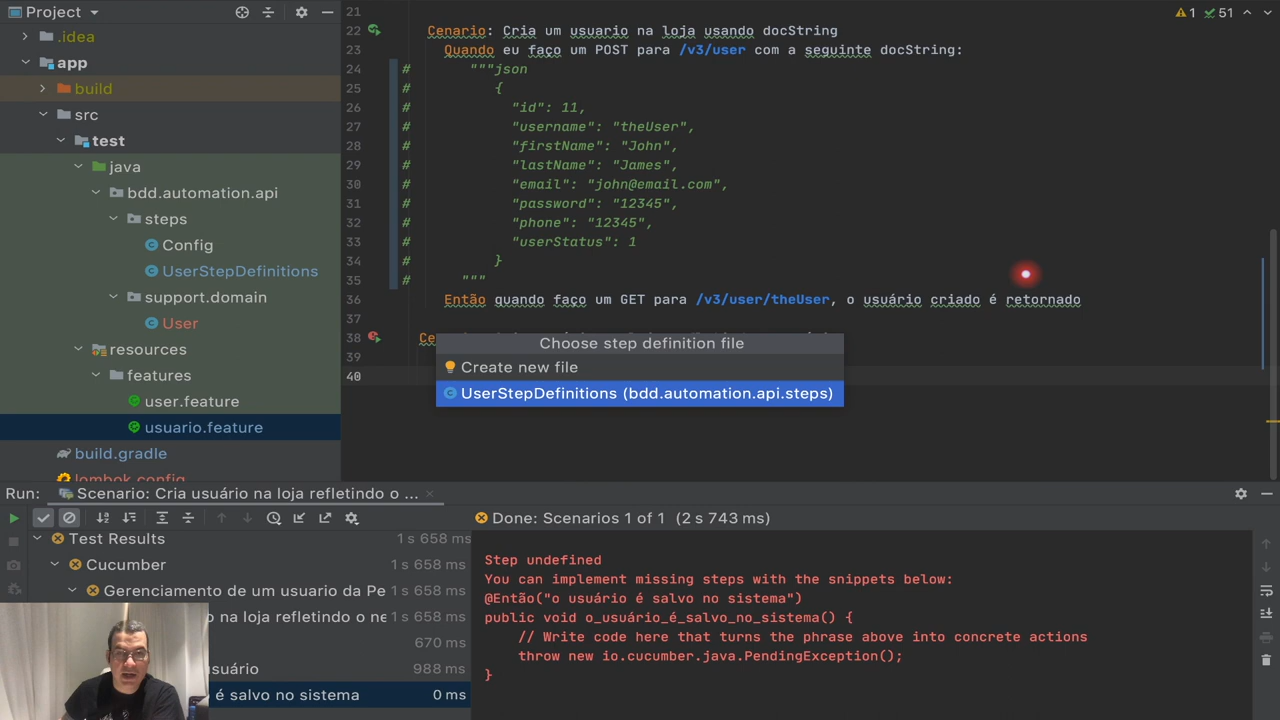 Project
.idea
app
build
src
test
java
bdd.automation.api
steps
Config
UserStepDefinitions
support.domain
User
resources
features
user.feature
usuario.feature
build.gradle
lombok.config
21
1 51
22 Cenario: Cria um usuario na loja usando docString
23 Quando eu faço um POST para /v3/user com a seguinte docString:
24 # """json
25 # {
26 # "id": 11,
27 # "username": "theUser",
28 # "firstName": "John",
29 # "lastName": "James",
30 # "email": "john@email.com",
31 # "password": "12345",
32 # "phone": "12345",
33 # "userStatus": 1
34 # }
35 # """
36 Então quando faço um GET para /v3/user/theUser, o usuário criado é retornado
37
38
39
40
Choose step definition file
Create new file
UserStepDefinitions (bdd.automation.api.steps)
Run: Scenario: Cria usuário na loja refletindo o ...
Done: Scenarios 1 of 1 (2 s 743 ms)
Test Results 1 s 658 ms
Cucumber 1 s 658 ms
Gerenciamento de um usuario da Pe 1 s 658 ms
na loja refletindo o ne 1 s 658 ms
670 ms
suário 988 ms
é salvo no sistema 0 ms
Step undefined
You can implement missing steps with the snippets below:
@Então("o usuário é salvo no sistema")
public void o_usuário_é_salvo_no_sistema() {
// Write code here that turns the phrase above into concrete actions
throw new io.cucumber.java.PendingException();
}